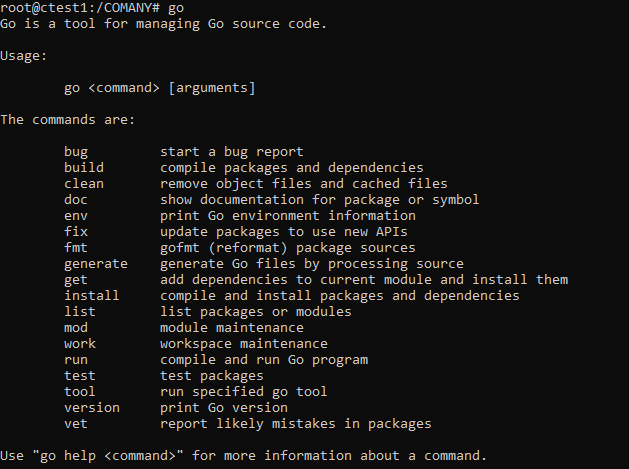 root@ctest1:/COMANY# go
Go is a tool for managing Go source code.
Usage:
go <command> [arguments]
The commands are:
bug start a bug report
build compile packages and dependencies
clean remove object files and cached files
doc show documentation for package or symbol
env print Go environment information
fix update packages to use new APIs
fmt gofmt (reformat) package sources
generate generate Go files by processing source
get add dependencies to current module and install them
install compile and install packages and dependencies
list list packages or modules
mod module maintenance
work workspace maintenance
run compile and run Go program
test test packages
tool run specified go tool
version print Go version
vet report likely mistakes in packages
Use "go help <command>" for more information about a command.